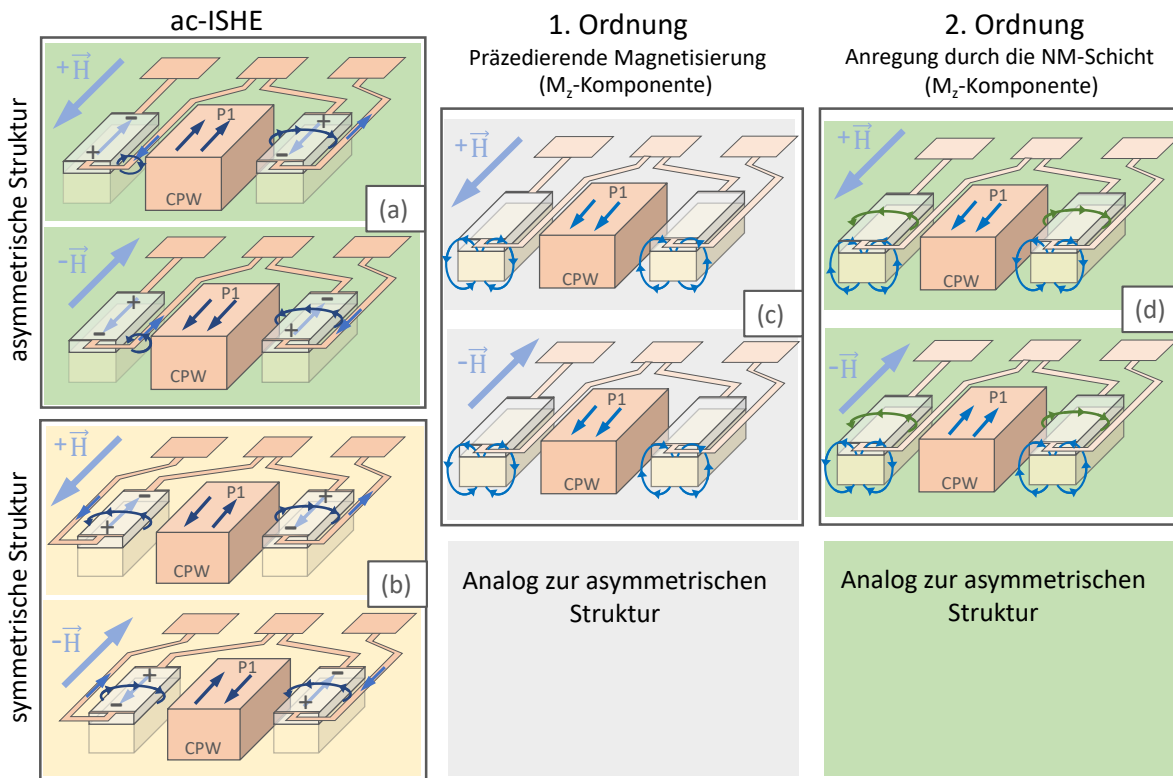 ac-ISHE
1. Ordnung
Präzedierende Magnetisierung
(Mz-Komponente)
2. Ordnung
Anregung durch die NM-Schicht
(Mz-Komponente)
asymmetrische Struktur
+H⃗
P1
- +
+ -
CPW
(a)
-H⃗
P1
+ -
- +
CPW
symmetrische Struktur
+H⃗
P1
- +
+ -
CPW
(b)
-H⃗
P1
+ -
- +
CPW
+H⃗
P1
CPW
(c)
-H⃗
P1
CPW
Analog zur asymmetrischen
Struktur
+H⃗
P1
CPW
(d)
-H⃗
P1
CPW
Analog zur asymmetrischen
Struktur